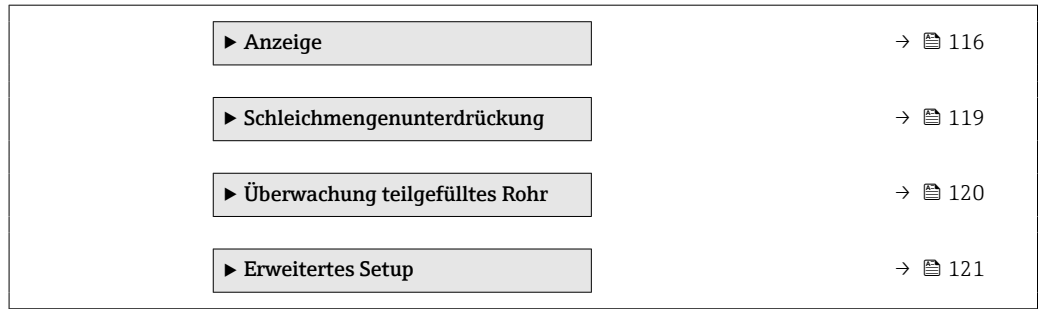 ▶ Anzeige → 116
▶ Schleichmengenunterdrückung → 119
▶ Überwachung teilgefülltes Rohr → 120
▶ Erweitertes Setup → 121